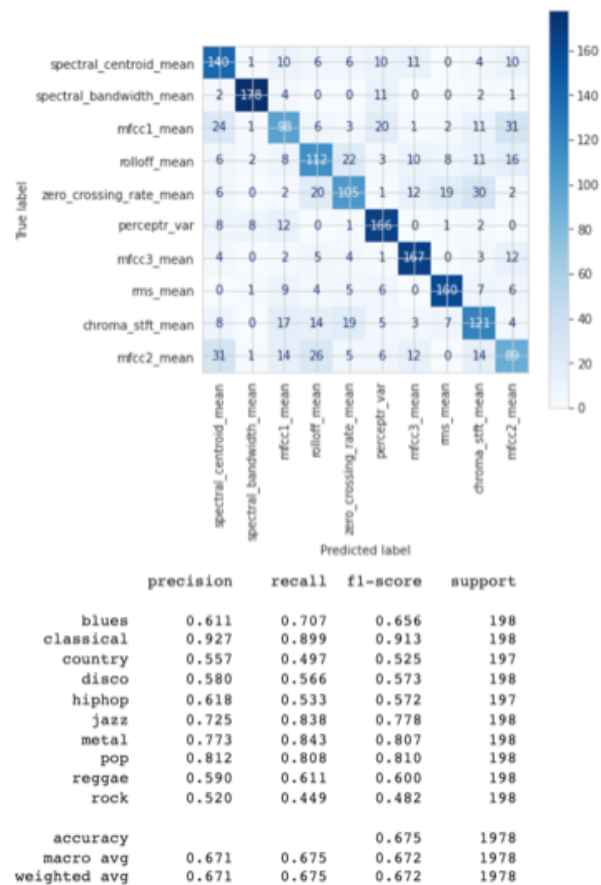 spectral_centroid_mean 140 1 10 6 6 10 11 0 4 10
spectral_bandwidth_mean 2 178 4 0 0 11 0 0 2 1
mfcc1_mean 24 1 98 6 3 20 1 2 11 31
rolloff_mean 6 2 8 112 22 3 10 8 11 16
zero_crossing_rate_mean 6 0 2 20 105 1 12 19 30 2
perceptr_var 8 8 12 0 1 166 0 1 2 0
mfcc3_mean 4 0 2 5 4 1 167 0 3 12
rms_mean 0 1 9 4 5 6 0 160 7 6
chroma_stft_mean 8 0 17 14 19 5 3 7 121 4
mfcc2_mean 31 1 14 26 5 6 12 0 14 89
True label
160
140
120
100
80
60
40
20
0
spectral_centroid_mean
spectral_bandwidth_mean
mfcc1_mean
rolloff_mean
zero_crossing_rate_mean
perceptr_var
mfcc3_mean
rms_mean
chroma_stft_mean
mfcc2_mean
Predicted label
precision recall f1-score support
blues 0.611 0.707 0.656 198
classical 0.927 0.899 0.913 198
country 0.557 0.497 0.525 197
disco 0.580 0.566 0.573 198
hiphop 0.618 0.533 0.572 197
jazz 0.725 0.838 0.778 198
metal 0.773 0.843 0.807 198
pop 0.812 0.808 0.810 198
reggae 0.590 0.611 0.600 198
rock 0.520 0.449 0.482 198
accuracy 0.675 1978
macro avg 0.671 0.675 0.672 1978
weighted avg 0.671 0.675 0.672 1978